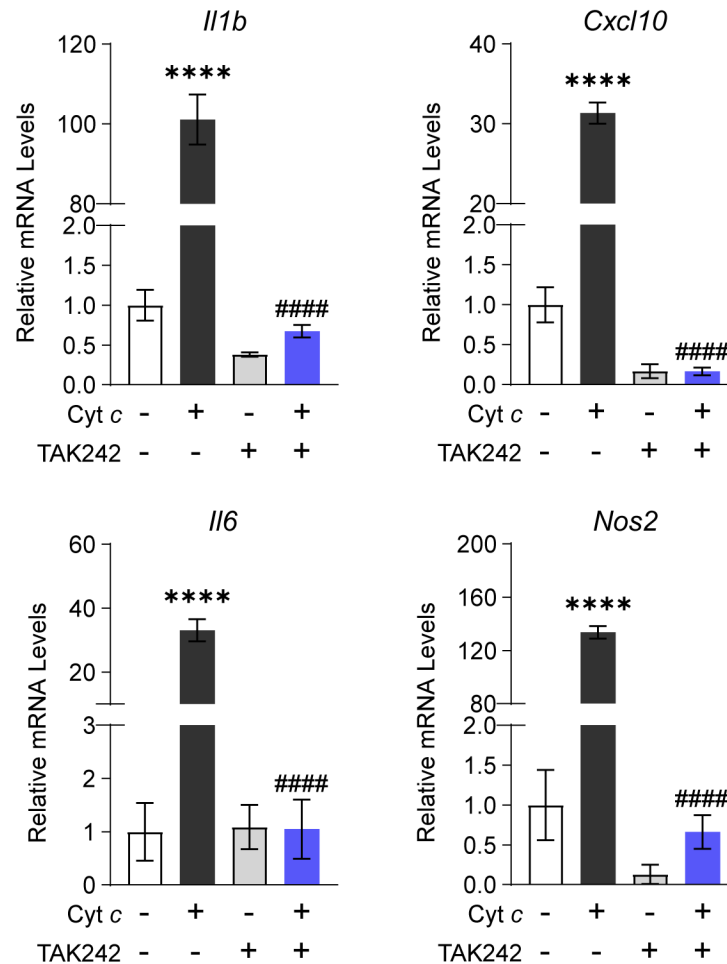 Il1b
Relative mRNA Levels
120
100
80
2.0
1.5
1.0
0.5
0.0
****
####
Cyt c - + - +
TAK242 - - + +
Cxcl10
Relative mRNA Levels
40
30
20
2.0
1.5
1.0
0.5
0.0
****
####
Cyt c - + - +
TAK242 - - + +
Il6
Relative mRNA Levels
60
40
20
3
2
1
0
****
####
Cyt c - + - +
TAK242 - - + +
Nos2
Relative mRNA Levels
200
160
120
80
2.0
1.5
1.0
0.5
0.0
****
####
Cyt c - + - +
TAK242 - - + +